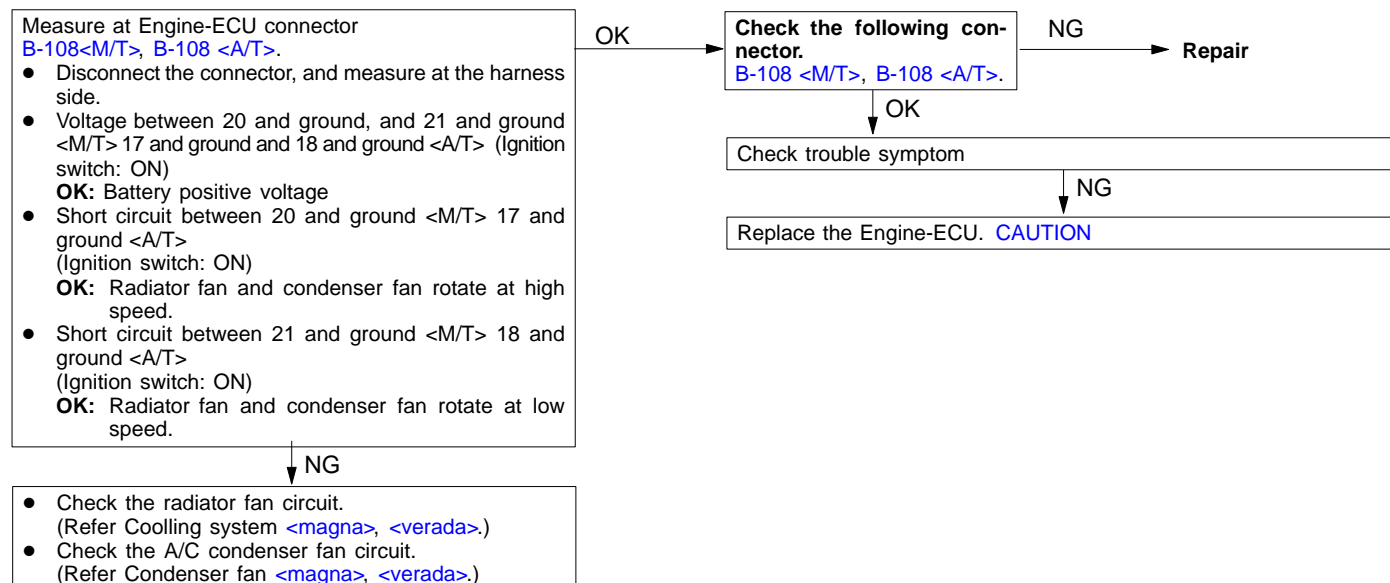 Measure at Engine-ECU connector
B-108<M/T>, B-108 <A/T>.
● Disconnect the connector, and measure at the harness
side.
● Voltage between 20 and ground, and 21 and ground
<M/T> 17 and ground and 18 and ground <A/T> (Ignition
switch: ON)
OK: Battery positive voltage
● Short circuit between 20 and ground <M/T> 17 and
ground <A/T>
(Ignition switch: ON)
OK: Radiator fan and condenser fan rotate at high
speed.
● Short circuit between 21 and ground <M/T> 18 and
ground <A/T>
(Ignition switch: ON)
OK: Radiator fan and condenser fan rotate at low
speed.
NG
● Check the radiator fan circuit.
(Refer Coolling system <magna>, <verada>.)
● Check the A/C condenser fan circuit.
(Refer Condenser fan <magna>, <verada>.)
OK
Check the following con-
nector.
B-108 <M/T>, B-108 <A/T>.
NG
Repair
OK
Check trouble symptom
NG
Replace the Engine-ECU. CAUTION